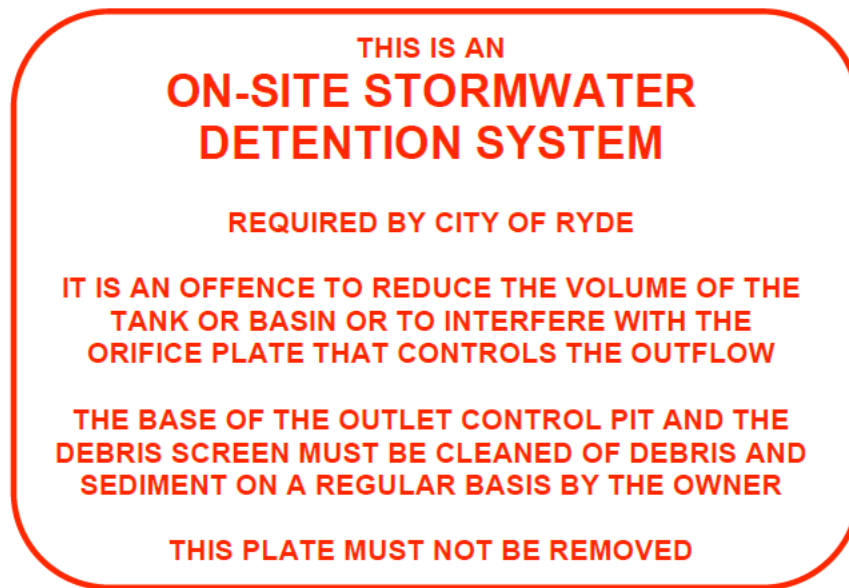 THIS IS AN
ON-SITE STORMWATER
DETENTION SYSTEM
REQUIRED BY CITY OF RYDE
IT IS AN OFFENCE TO REDUCE THE VOLUME OF THE
TANK OR BASIN OR TO INTERFERE WITH THE
ORIFICE PLATE THAT CONTROLS THE OUTFLOW
THE BASE OF THE OUTLET CONTROL PIT AND THE
DEBRIS SCREEN MUST BE CLEANED OF DEBRIS AND
SEDIMENT ON A REGULAR BASIS BY THE OWNER
THIS PLATE MUST NOT BE REMOVED